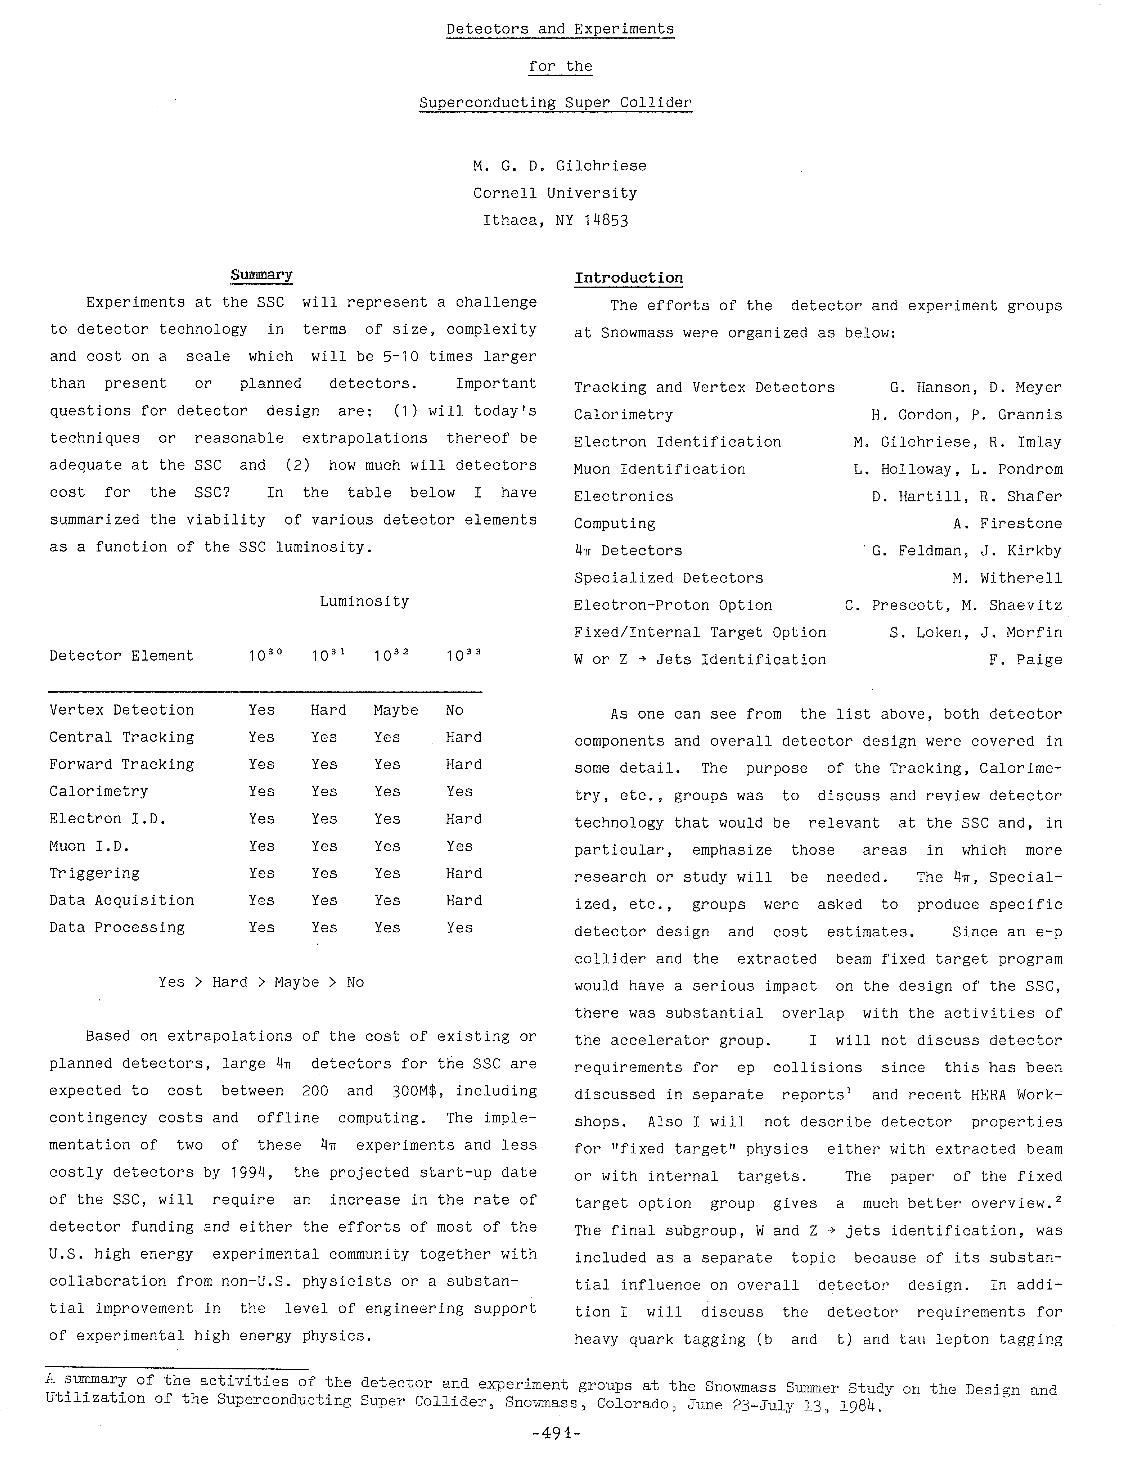 Detectors and Experiments
for the
Superconducting Super Collider
M. G. D. Gilchriese
Cornell University
Ithaca, NY 14853
Summary
Experiments at the SSC will represent a challenge
to detector technology in terms of size, complexity
and cost on a scale which will be 5-10 times larger
than present or planned detectors. Important
questions for detector design are: (1) will today's
techniques or reasonable extrapolations thereof be
adequate at the SSC and (2) how much will detectors
cost for the SSC? In the table below I have
summarized the viability of various detector elements
as a function of the SSC luminosity.
Luminosity
Detector Element 10³⁰ 10³¹ 10³² 10³³
Vertex Detection Yes Hard Maybe No
Central Tracking Yes Yes Yes Hard
Forward Tracking Yes Yes Yes Hard
Calorimetry Yes Yes Yes Yes
Electron I.D. Yes Yes Yes Hard
Muon I.D. Yes Yes Yes Yes
Triggering Yes Yes Yes Hard
Data Acquisition Yes Yes Yes Hard
Data Processing Yes Yes Yes Yes
Yes > Hard > Maybe > No
Based on extrapolations of the cost of existing or
planned detectors, large 4π detectors for the SSC are
expected to cost between 200 and 300M$, including
contingency costs and offline computing. The imple-
mentation of two of these 4π experiments and less
costly detectors by 1994, the projected start-up date
of the SSC, will require an increase in the rate of
detector funding and either the efforts of most of the
U.S. high energy experimental community together with
collaboration from non-U.S. physicists or a substan-
tial improvement in the level of engineering support
of experimental high energy physics.
Introduction
The efforts of the detector and experiment groups
at Snowmass were organized as below:
Tracking and Vertex Detectors G. Hanson, D. Meyer
Calorimetry H. Gordon, P. Grannis
Electron Identification M. Gilchriese, R. Imlay
Muon Identification L. Holloway, L. Pondrom
Electronics D. Hartill, R. Shafer
Computing A. Firestone
4π Detectors G. Feldman, J. Kirkby
Specialized Detectors M. Witherell
Electron-Proton Option C. Prescott, M. Shaevitz
Fixed/Internal Target Option S. Loken, J. Morfin
W or Z → Jets Identification F. Paige
As one can see from the list above, both detector
components and overall detector design were covered in
some detail. The purpose of the Tracking, Calorime-
try, etc., groups was to discuss and review detector
technology that would be relevant at the SSC and, in
particular, emphasize those areas in which more
research or study will be needed. The 4π, Special-
ized, etc., groups were asked to produce specific
detector design and cost estimates. Since an e-p
collider and the extracted beam fixed target program
would have a serious impact on the design of the SSC,
there was substantial overlap with the activities of
the accelerator group. I will not discuss detector
requirements for ep collisions since this has been
discussed in separate reports¹ and recent HERA Work-
shops. Also I will not describe detector properties
for "fixed target" physics either with extracted beam
or with internal targets. The paper of the fixed
target option group gives a much better overview.²
The final subgroup, W and Z → jets identification, was
included as a separate topic because of its substan-
tial influence on overall detector design. In addi-
tion I will discuss the detector requirements for
heavy quark tagging (b and t) and tau lepton tagging
A summary of the activities of the detector and experiment groups at the Snowmass Summer Study on the Design and
Utilization of the Superconducting Super Collider, Snowmass, Colorado, June 23-July 13, 1984.
-491-